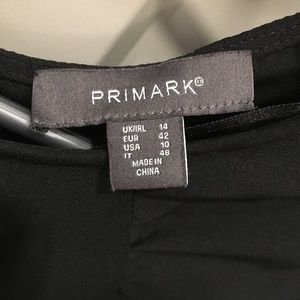 PRIMARK®
UK/IRL 14
EUR 42
USA 10
IT 46
MADE IN
CHINA